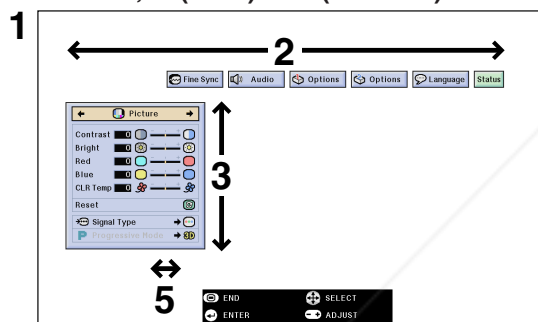 1
2
Fine Sync Audio Options Options Language Status
Picture
Contrast 0
Bright 0
Red 0
Blue 0
CLR Temp 0
Reset
Signal Type
P Progressive Mode 3D
3
5
END SELECT
ENTER ADJUST